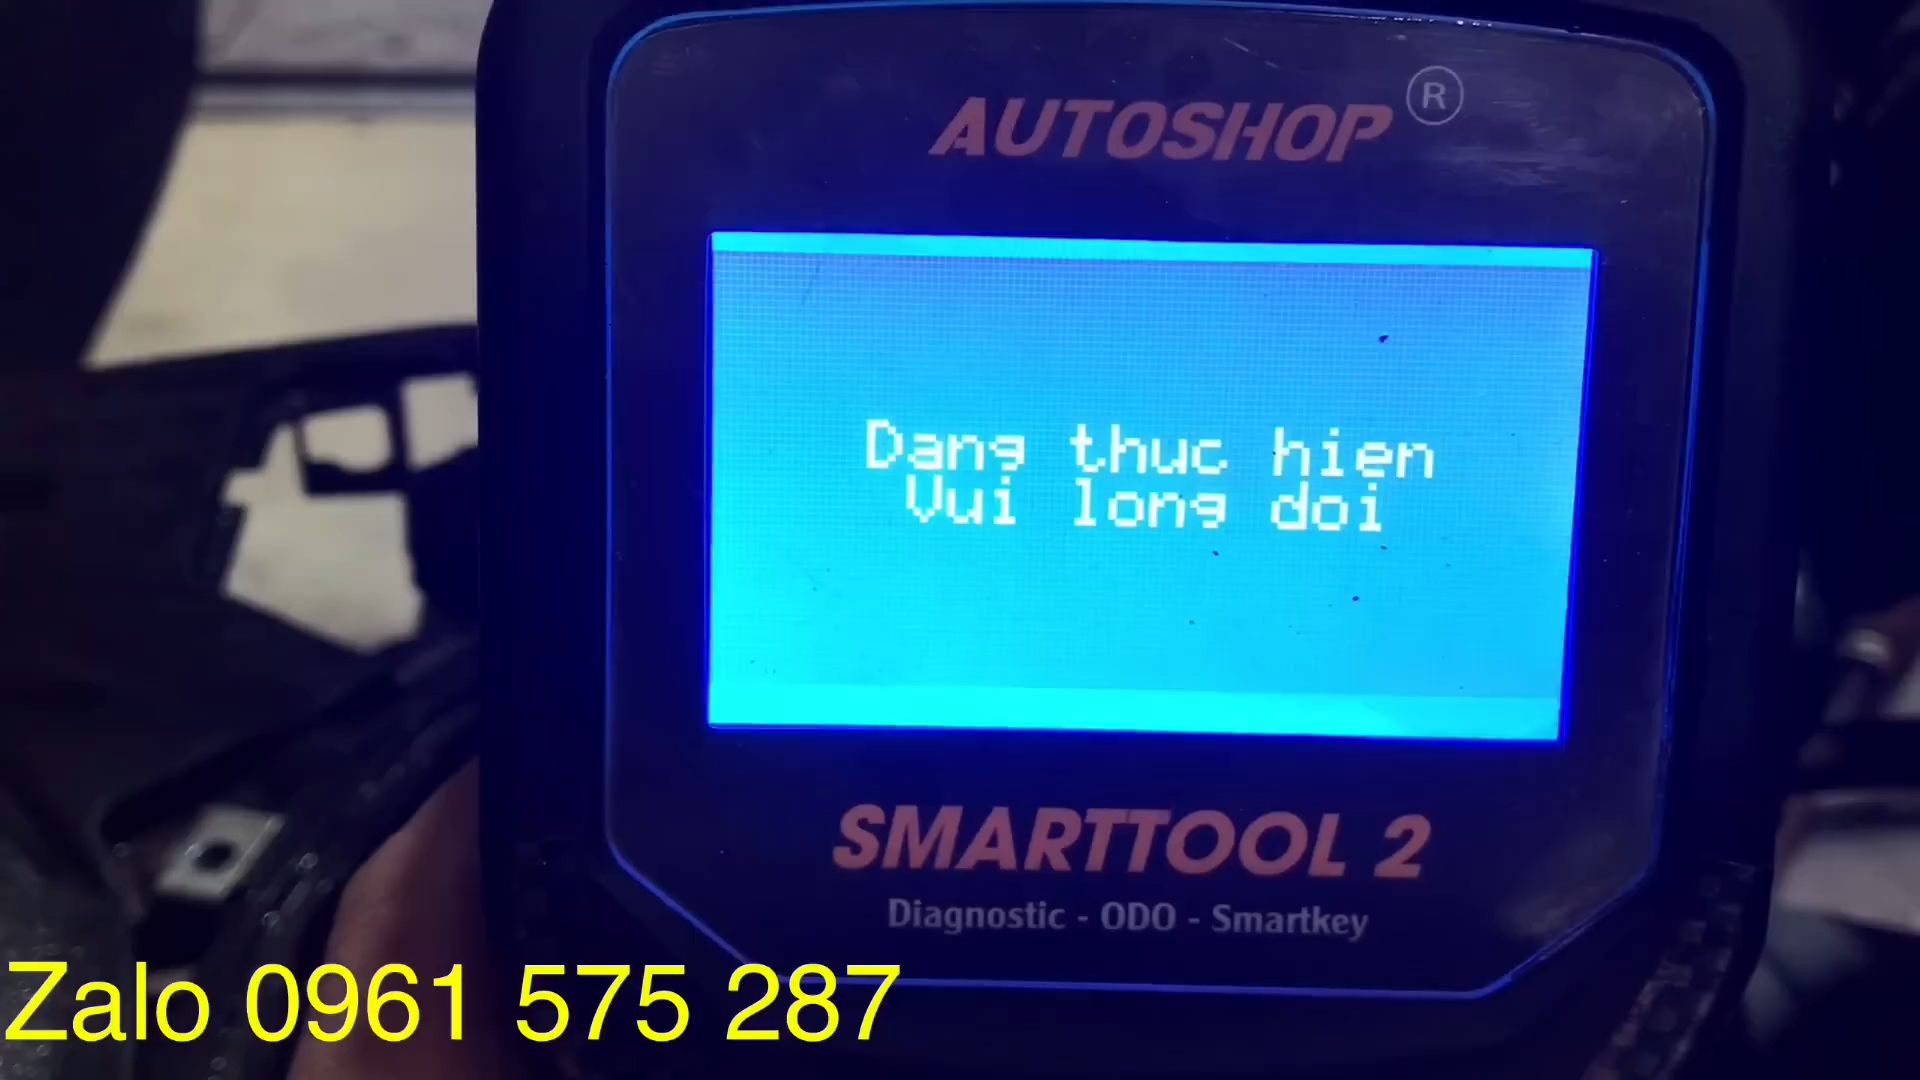 AUTOSHOP ®
Dang thuc hien
Vui long doi
SMARTTOOL 2
Diagnostic - ODO - Smartkey
Zalo 0961 575 287